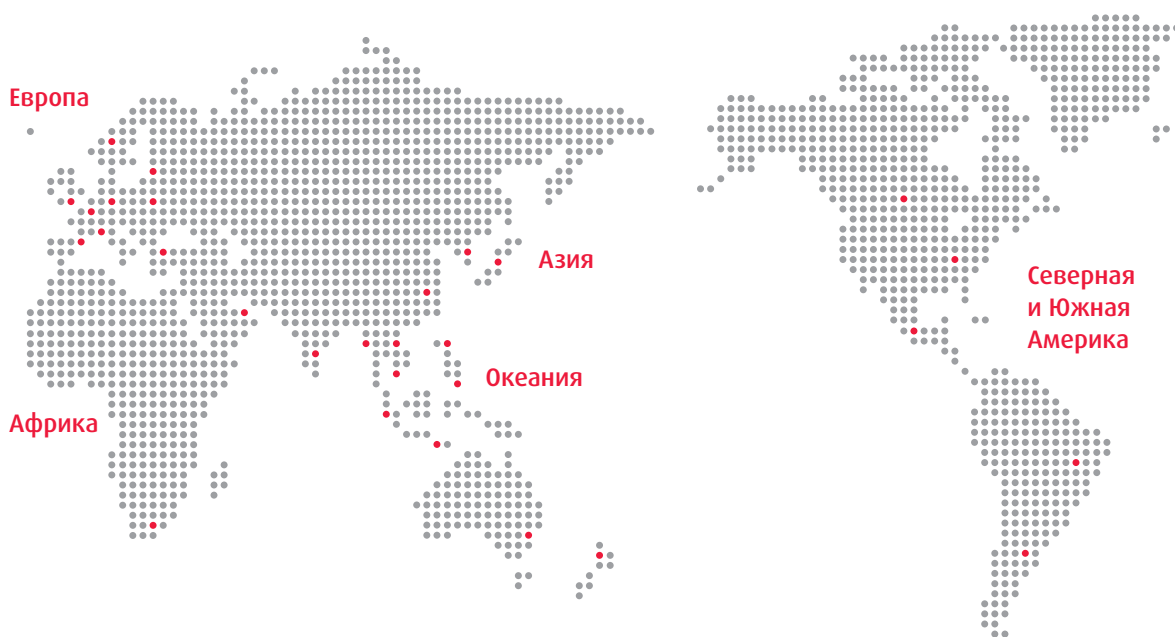 Европа
Азия
Северная
и Южная
Америка
Океания
Африка